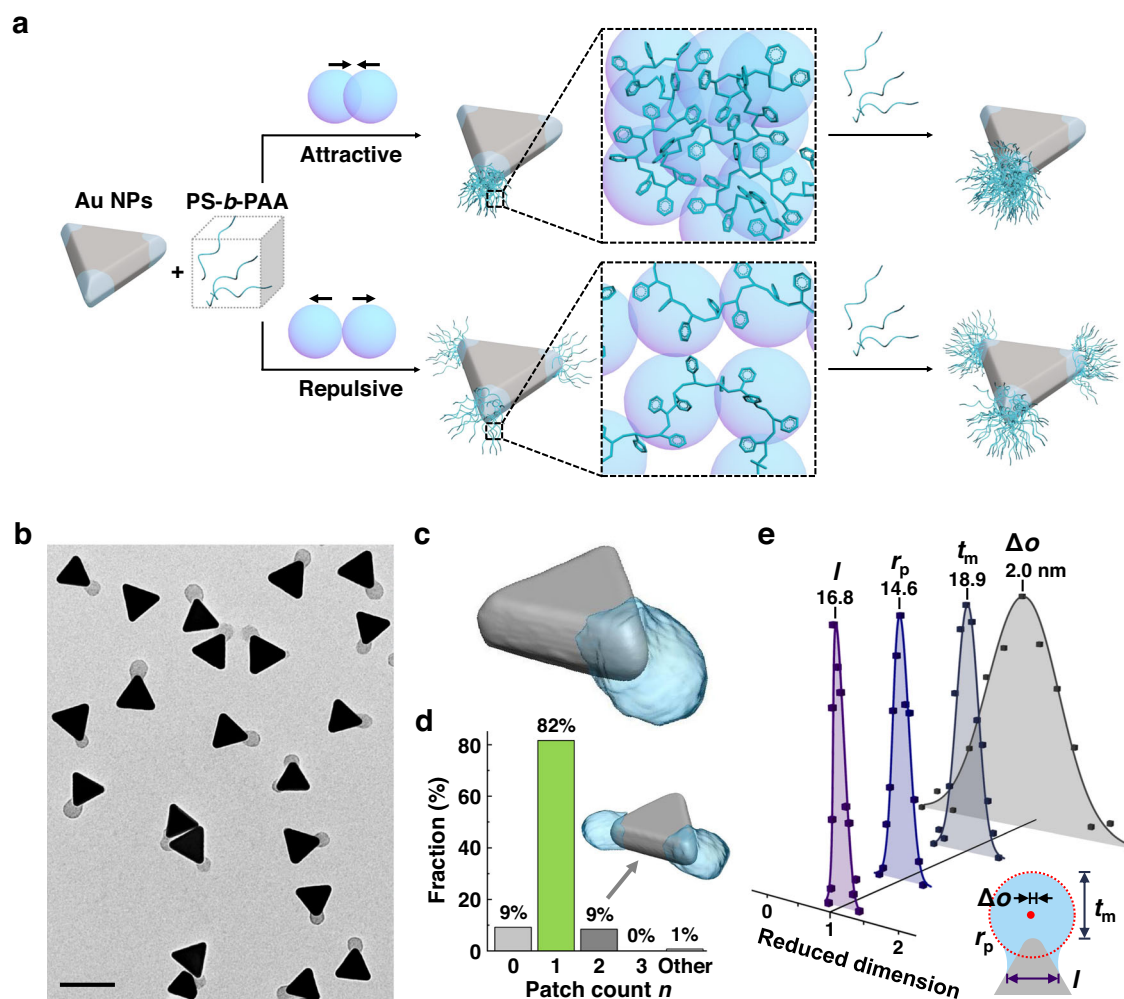 a
Attractive
Au NPs
PS-b-PAA
+
Repulsive
b
c
d
82%
80
60
40
20
0
Fraction (%)
9%
9%
0%
1%
0
1
2
3
Other
Patch count n
e
l
16.8
rp
14.6
tm
18.9
Δo
2.0 nm
0
1
2
Reduced dimension
Δo
tm
rp
l